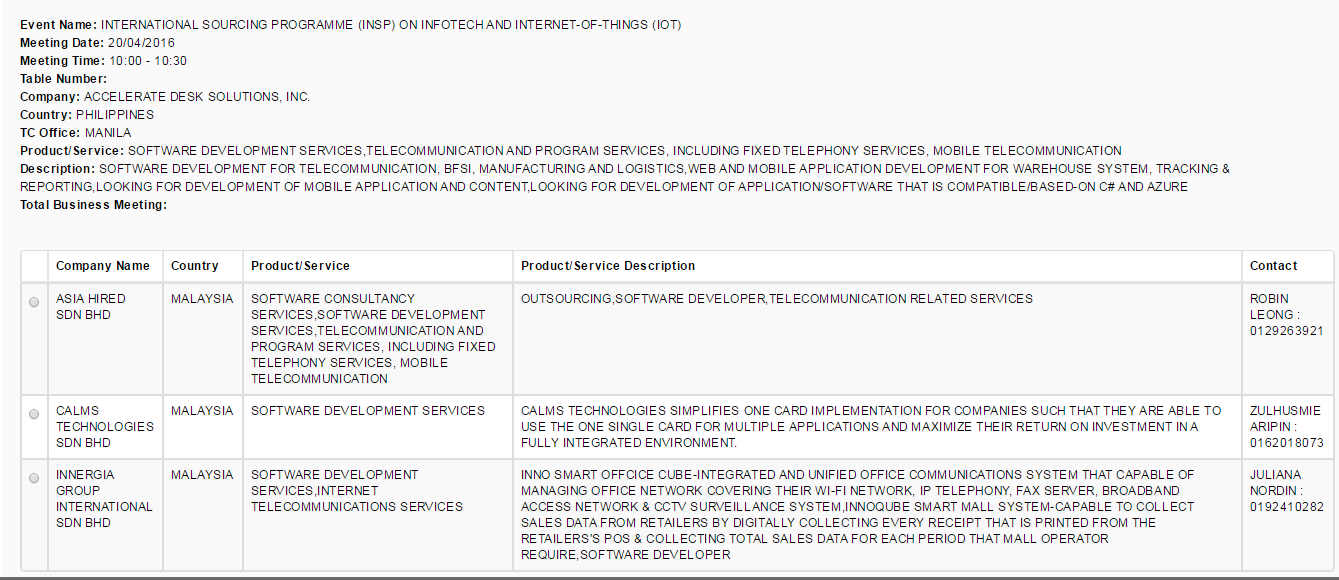 Event Name: INTERNATIONAL SOURCING PROGRAMME (INSP) ON INFOTECH AND INTERNET-OF-THINGS (IOT)
Meeting Date: 20/04/2016
Meeting Time: 10:00 - 10:30
Table Number:
Company: ACCELERATE DESK SOLUTIONS, INC.
Country: PHILIPPINES
TC Office: MANILA
Product/Service: SOFTWARE DEVELOPMENT SERVICES,TELECOMMUNICATION AND PROGRAM SERVICES, INCLUDING FIXED TELEPHONY SERVICES, MOBILE TELECOMMUNICATION
Description: SOFTWARE DEVELOPMENT FOR TELECOMMUNICATION, BFSI, MANUFACTURING AND LOGISTICS,WEB AND MOBILE APPLICATION DEVELOPMENT FOR WAREHOUSE SYSTEM, TRACKING &
REPORTING,LOOKING FOR DEVELOPMENT OF MOBILE APPLICATION AND CONTENT,LOOKING FOR DEVELOPMENT OF APPLICATION/SOFTWARE THAT IS COMPATIBLE/BASED-ON C# AND AZURE
Total Business Meeting:
Company Name Country Product/Service Product/Service Description Contact
ASIA HIRED
SDN BHD
MALAYSIA
SOFTWARE CONSULTANCY
SERVICES,SOFTWARE DEVELOPMENT
SERVICES,TELECOMMUNICATION AND
PROGRAM SERVICES, INCLUDING FIXED
TELEPHONY SERVICES, MOBILE
TELECOMMUNICATION
OUTSOURCING,SOFTWARE DEVELOPER,TELECOMMUNICATION RELATED SERVICES
ROBIN
LEONG :
0129263921
CALMS
TECHNOLOGIES
SDN BHD
MALAYSIA
SOFTWARE DEVELOPMENT SERVICES
CALMS TECHNOLOGIES SIMPLIFIES ONE CARD IMPLEMENTATION FOR COMPANIES SUCH THAT THEY ARE ABLE TO
USE THE ONE SINGLE CARD FOR MULTIPLE APPLICATIONS AND MAXIMIZE THEIR RETURN ON INVESTMENT IN A
FULLY INTEGRATED ENVIRONMENT.
ZULHUSMIE
ARIPIN :
0162018073
INNERGIA
GROUP
INTERNATIONAL
SDN BHD
MALAYSIA
SOFTWARE DEVELOPMENT
SERVICES,INTERNET
TELECOMMUNICATIONS SERVICES
INNO SMART OFFCICE CUBE-INTEGRATED AND UNIFIED OFFICE COMMUNICATIONS SYSTEM THAT CAPABLE OF
MANAGING OFFICE NETWORK COVERING THEIR WI-FI NETWORK, IP TELEPHONY, FAX SERVER, BROADBAND
ACCESS NETWORK & CCTV SURVEILLANCE SYSTEM,INNOQUBE SMART MALL SYSTEM-CAPABLE TO COLLECT
SALES DATA FROM RETAILERS BY DIGITALLY COLLECTING EVERY RECEIPT THAT IS PRINTED FROM THE
RETAILERS'S POS & COLLECTING TOTAL SALES DATA FOR EACH PERIOD THAT MALL OPERATOR
REQUIRE,SOFTWARE DEVELOPER
JULIANA
NORDIN :
0192410282